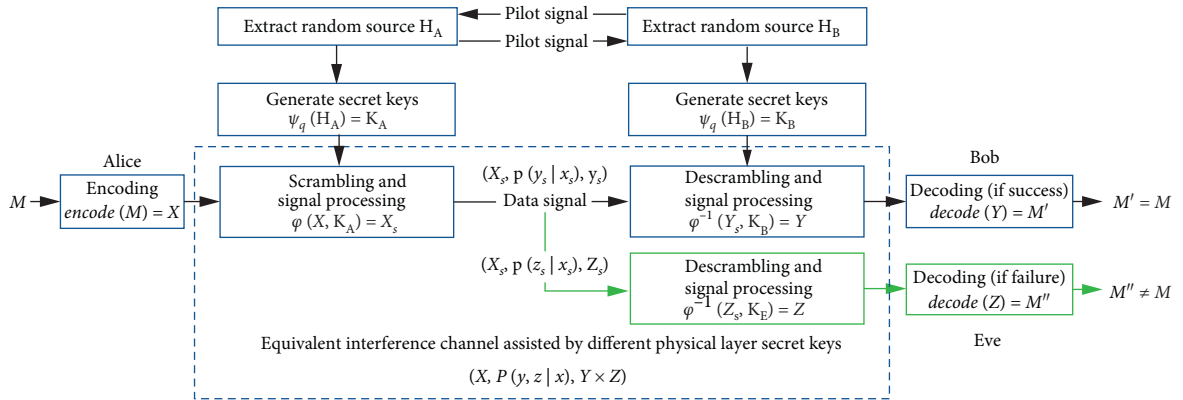 Extract random source H_A
Pilot signal
Pilot signal
Extract random source H_B
Generate secret keys
ψ_q (H_A) = K_A
Generate secret keys
ψ_q (H_B) = K_B
Alice
Bob
M
Encoding
encode (M) = X
Scrambling and
signal processing
φ (X, K_A) = X_s
(X_s, p (y_s | x_s), y_s)
Data signal
Descrambling and
signal processing
φ^{-1} (Y_s, K_B) = Y
Decoding (if success)
decode (Y) = M′
M′ = M
(X_s, p (z_s | x_s), Z_s)
Descrambling and
signal processing
φ^{-1} (Z_s, K_E) = Z
Decoding (if failure)
decode (Z) = M″
M″ ≠ M
Eve
Equivalent interference channel assisted by different physical layer secret keys
(X, P (y, z | x), Y × Z)